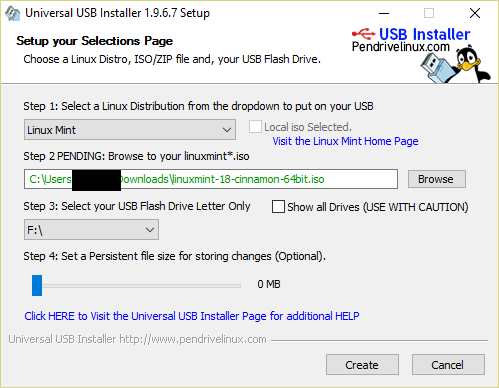 Universal USB Installer 1.9.6.7 Setup
Setup your Selections Page
Choose a Linux Distro, ISO/ZIP file and, your USB Flash Drive.
USB Installer
Pendrivelinux.com
Step 1: Select a Linux Distribution from the dropdown to put on your USB
Linux Mint
Local iso Selected.
Visit the Linux Mint Home Page
Step 2 PENDING: Browse to your linuxmint*.iso
C:\Users Downloads\linuxmint-18-cinnamon-64bit.iso
Browse
Step 3: Select your USB Flash Drive Letter Only
Show all Drives (USE WITH CAUTION)
F:\
Step 4: Set a Persistent file size for storing changes (Optional).
0 MB
Click HERE to Visit the Universal USB Installer Page for additional HELP
Universal USB Installer http://www.pendrivelinux.com
Create
Cancel